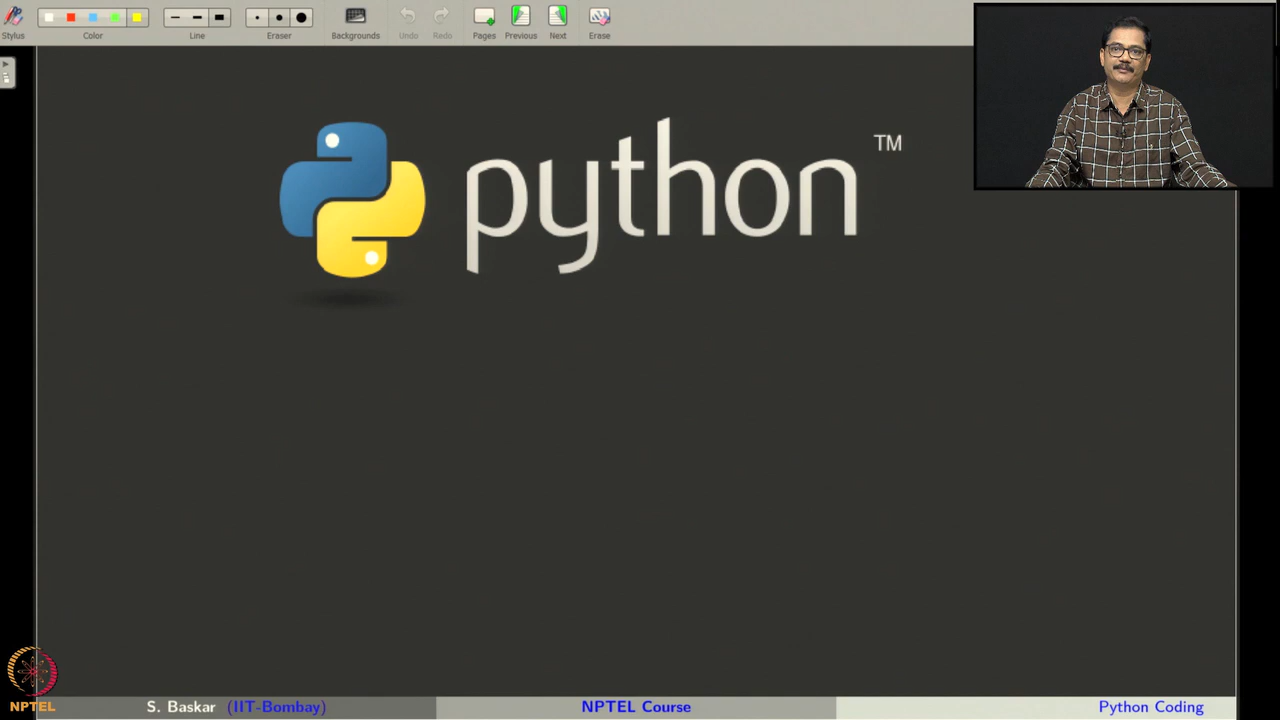 Stylus Color Line Eraser Backgrounds Undo Redo Pages Previous Next Erase
python TM
NPTEL
S. Baskar (IIT-Bombay) NPTEL Course Python Coding